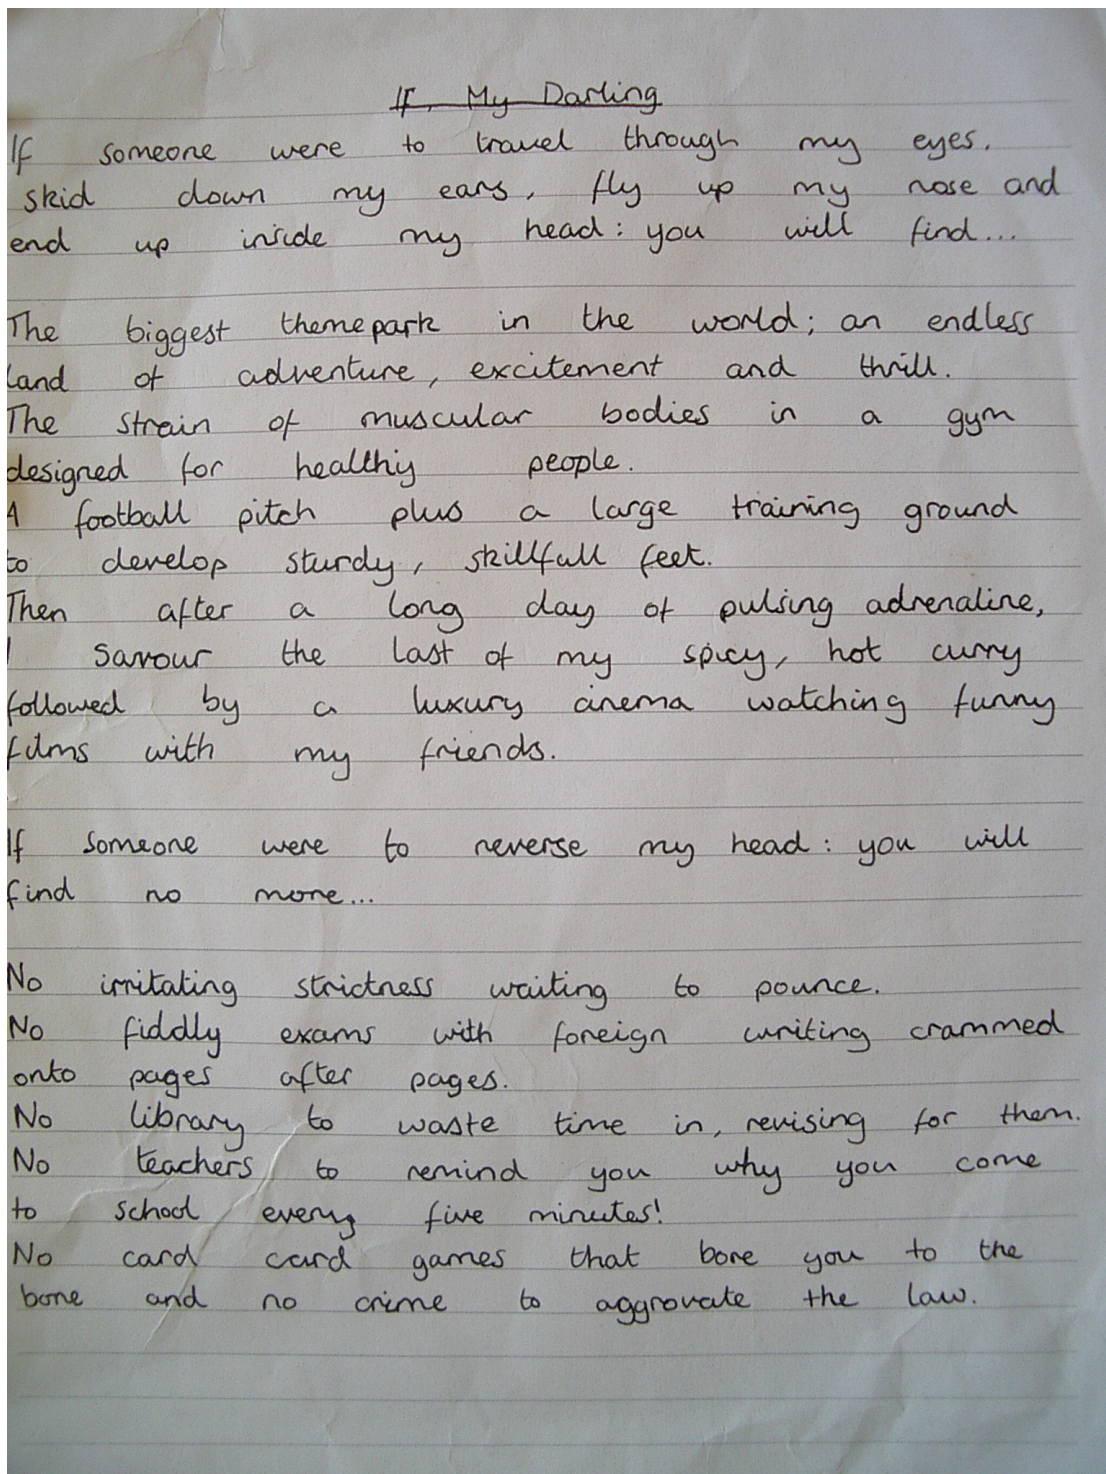 If, My Darling
If someone were to travel through my eyes,
skid down my ears, fly up my nose and
end up inside my head: you will find...
The biggest themepark in the world; an endless
land of adventure, excitement and thrill.
The strain of muscular bodies in a gym
designed for healthy people.
A football pitch plus a large training ground
to develop sturdy, skillfull feet.
Then after a long day of pulsing adrenaline,
I savour the last of my spicy, hot curry
followed by a luxury cinema watching funny
films with my friends.
If someone were to reverse my head: you will
find no more...
No irritating strictness waiting to pounce.
No fiddly exams with foreign writing crammed
onto pages after pages.
No library to waste time in, revising for them.
No teachers to remind you why you come
to school every five minutes!
No card card games that bore you to the
bone and no crime to aggrovate the law.